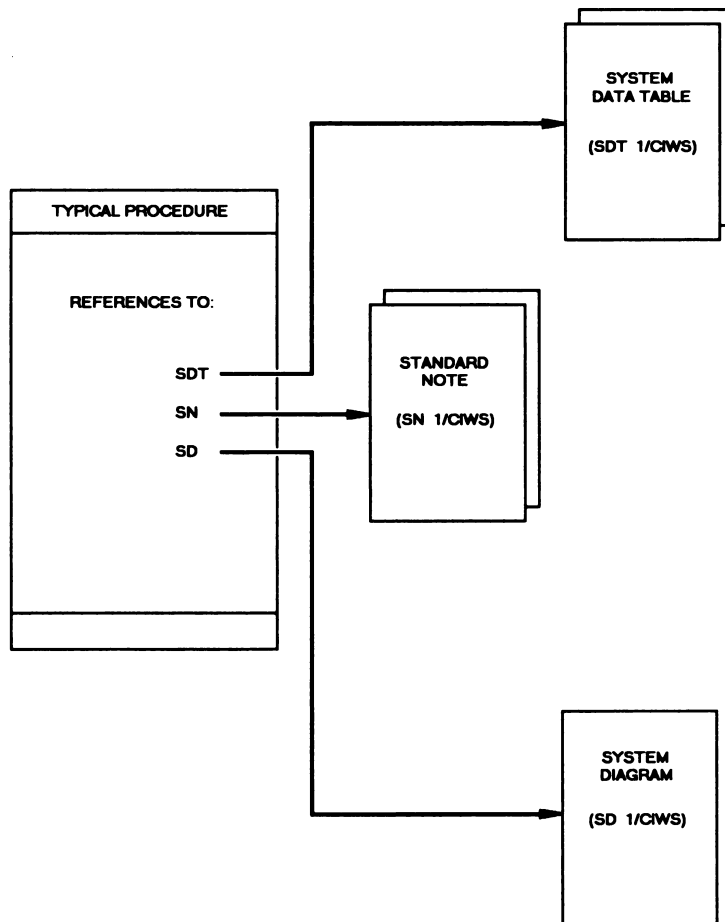 SYSTEM
DATA TABLE
(SDT 1/CIWS)
TYPICAL PROCEDURE
REFERENCES TO:
SDT
SN
SD
STANDARD
NOTE
(SN 1/CIWS)
SYSTEM
DIAGRAM
(SD 1/CIWS)